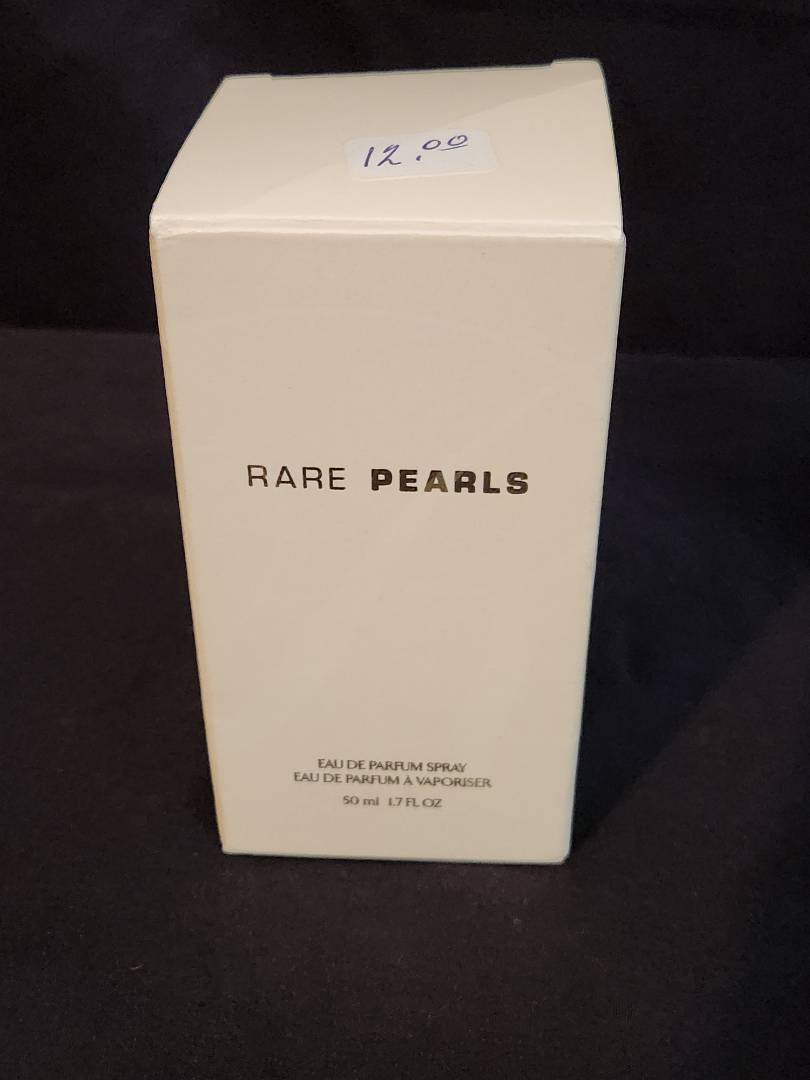 12.00
RARE PEARLS
EAU DE PARFUM SPRAY
EAU DE PARFUM À VAPORISER
50 ml 1.7 FL OZ